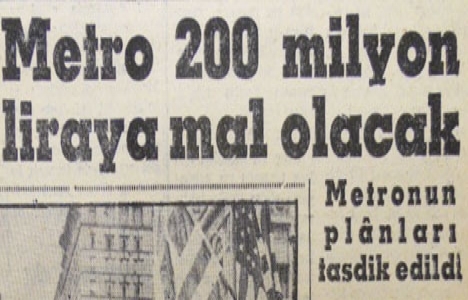 Metro 200 milyon
liraya mal olacak
Metronun
plânları
tasdik edildi